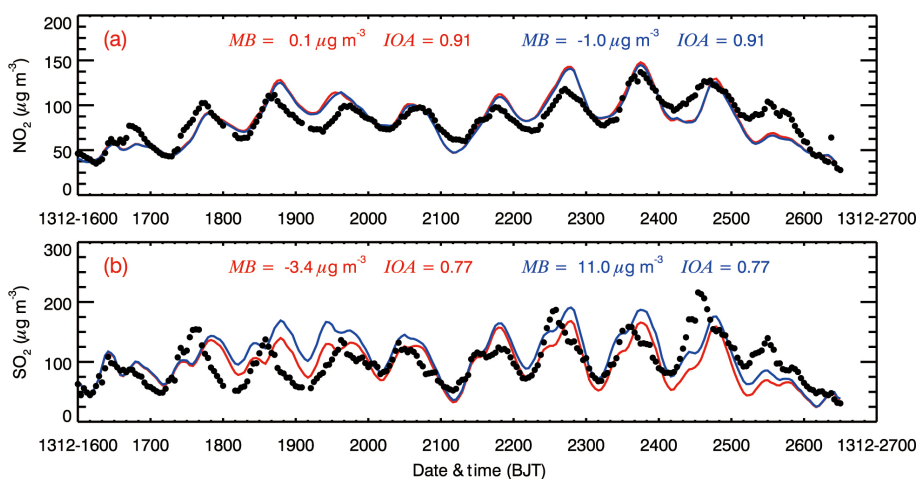 200
(a)
MB = 0.1 μg m⁻³ IOA = 0.91
MB = -1.0 μg m⁻³ IOA = 0.91
150
100
50
0
NO₂ (μg m⁻³)
1312-1600 1700 1800 1900 2000 2100 2200 2300 2400 2500 2600 1312-2700
300
(b)
MB = -3.4 μg m⁻³ IOA = 0.77
MB = 11.0 μg m⁻³ IOA = 0.77
200
100
0
SO₂ (μg m⁻³)
1312-1600 1700 1800 1900 2000 2100 2200 2300 2400 2500 2600 1312-2700
Date & time (BJT)